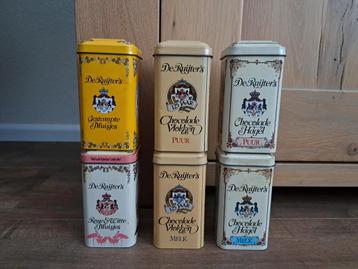 De Ruijter's
Gestampte
Muisjes
De Ruijter's
Chocolade
Vlokken
PUUR
De Ruijter's
Chocolade
Hagel
PUUR
De Ruijter's
Rose & Witte
Muisjes
De Ruijter's
Chocolade
Vlokken
MELK
De Ruijter's
Chocolade
Hagel
MELK